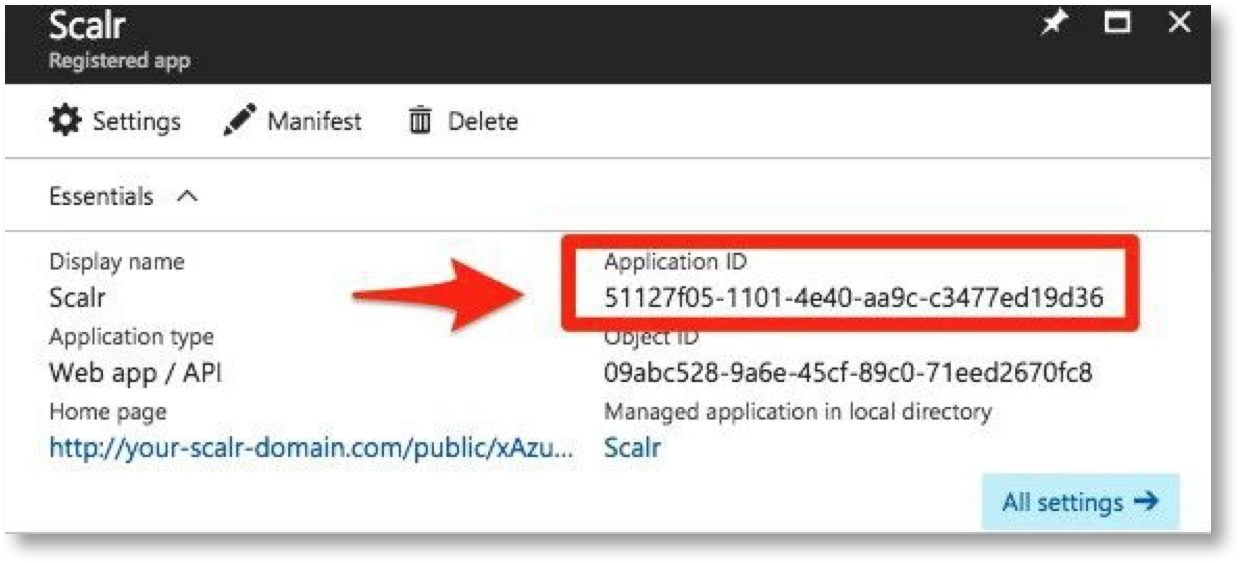 Scalr
Registered app
Settings Manifest Delete
Essentials
Display name
Scalr
Application type
Web app / API
Home page
http://your-scalr-domain.com/public/xAzu...
Application ID
51127f05-1101-4e40-aa9c-c3477ed19d36
Object ID
09abc528-9a6e-45cf-89c0-71eed2670fc8
Managed application in local directory
Scalr
All settings